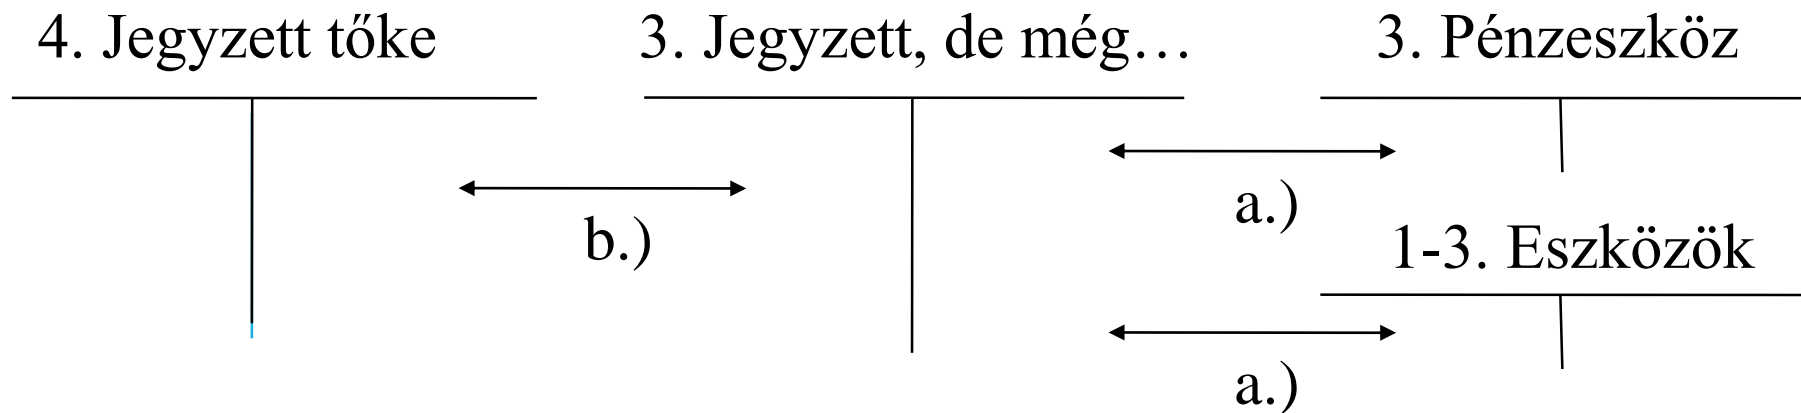 4. Jegyzett tőke
3. Jegyzett, de még…
3. Pénzeszköz
a.)
b.)
1-3. Eszközök
a.)